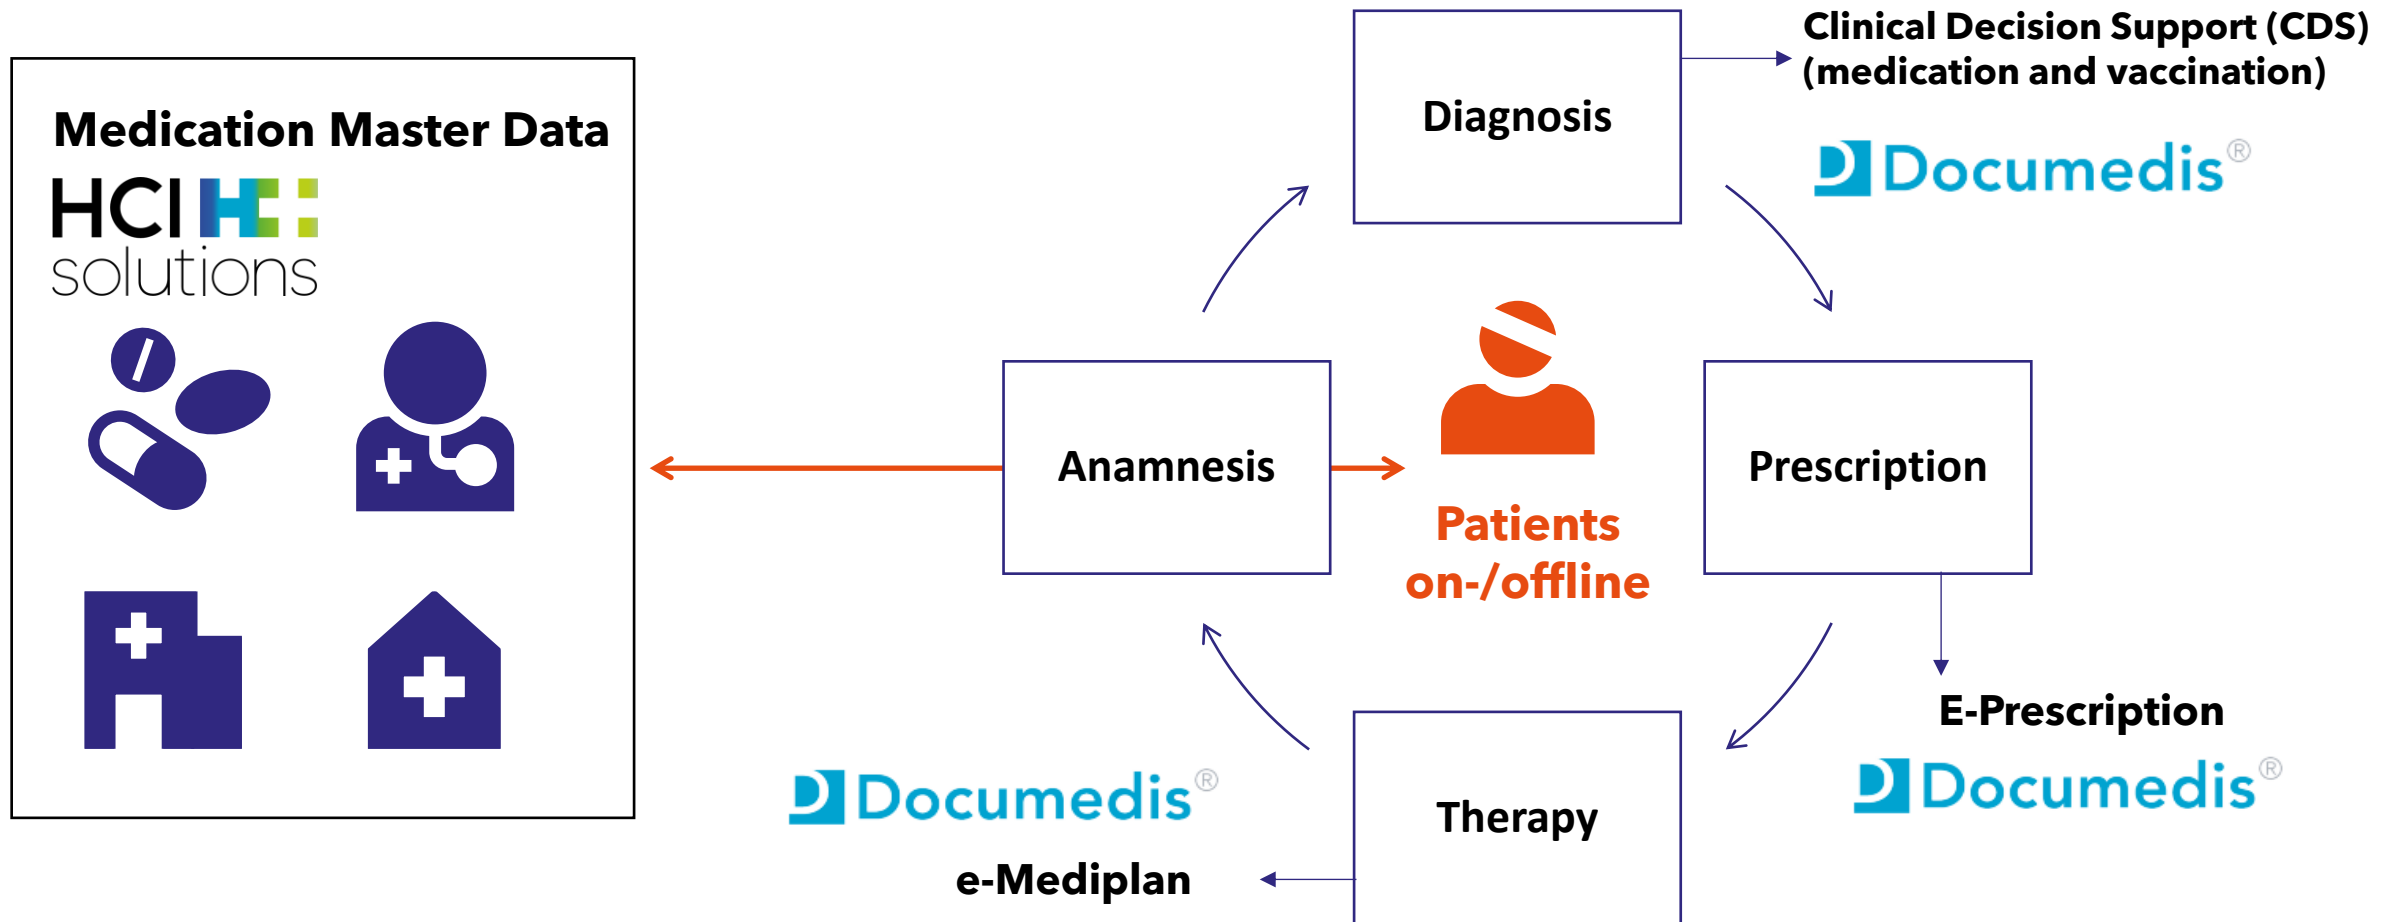 Medication Master Data
HCI
solutions
Diagnosis
Clinical Decision Support (CDS)
(medication and vaccination)
Documedis®
Anamnesis
Patients
on-/offline
Prescription
E-Prescription
Documedis®
Therapy
Documedis®
e-Mediplan